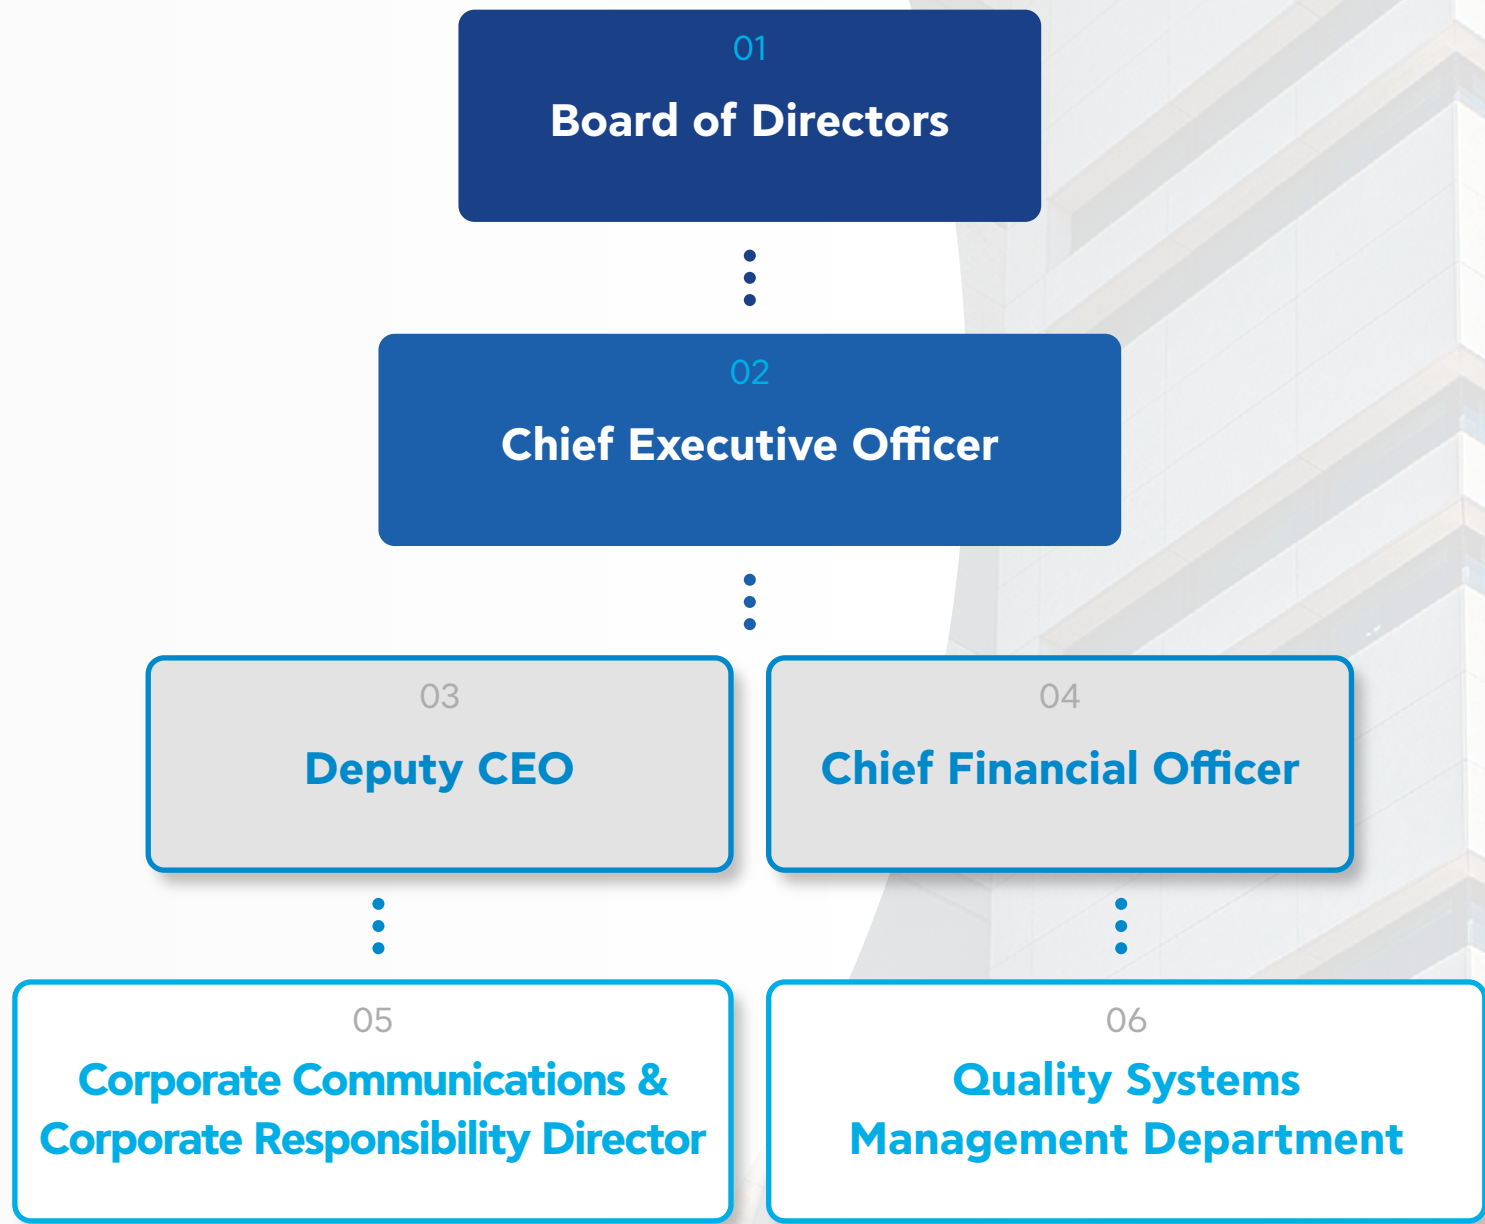 01
Board of Directors
02
Chief Executive Officer
03
Deputy CEO
04
Chief Financial Officer
05
Corporate Communications &
Corporate Responsibility Director
06
Quality Systems
Management Department